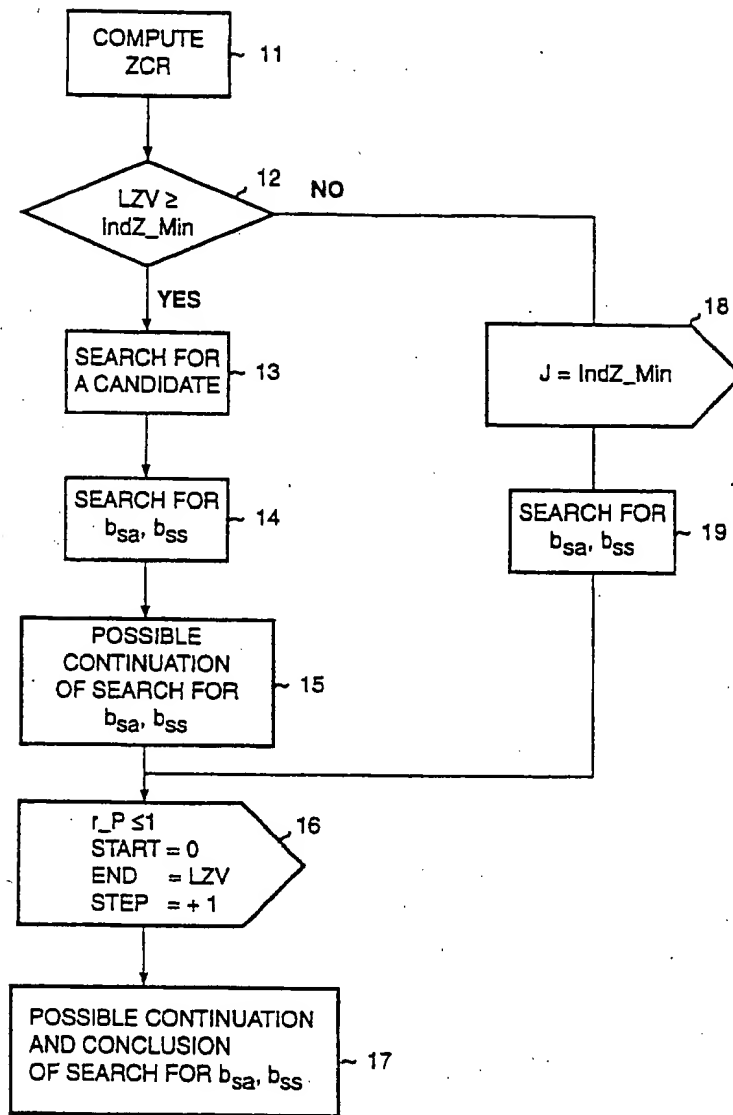 COMPUTE
ZCR
11
LZV ≥
IndZ_Min
12
NO
YES
SEARCH FOR
A CANDIDATE
13
18
J = IndZ_Min
SEARCH FOR
b_sa, b_ss
14
SEARCH FOR
b_sa, b_ss
19
POSSIBLE
CONTINUATION
OF SEARCH FOR
b_sa, b_ss
15
r_P ≤1
START = 0
END = LZV
STEP = + 1
16
POSSIBLE CONTINUATION
AND CONCLUSION
OF SEARCH FOR b_sa, b_ss
17